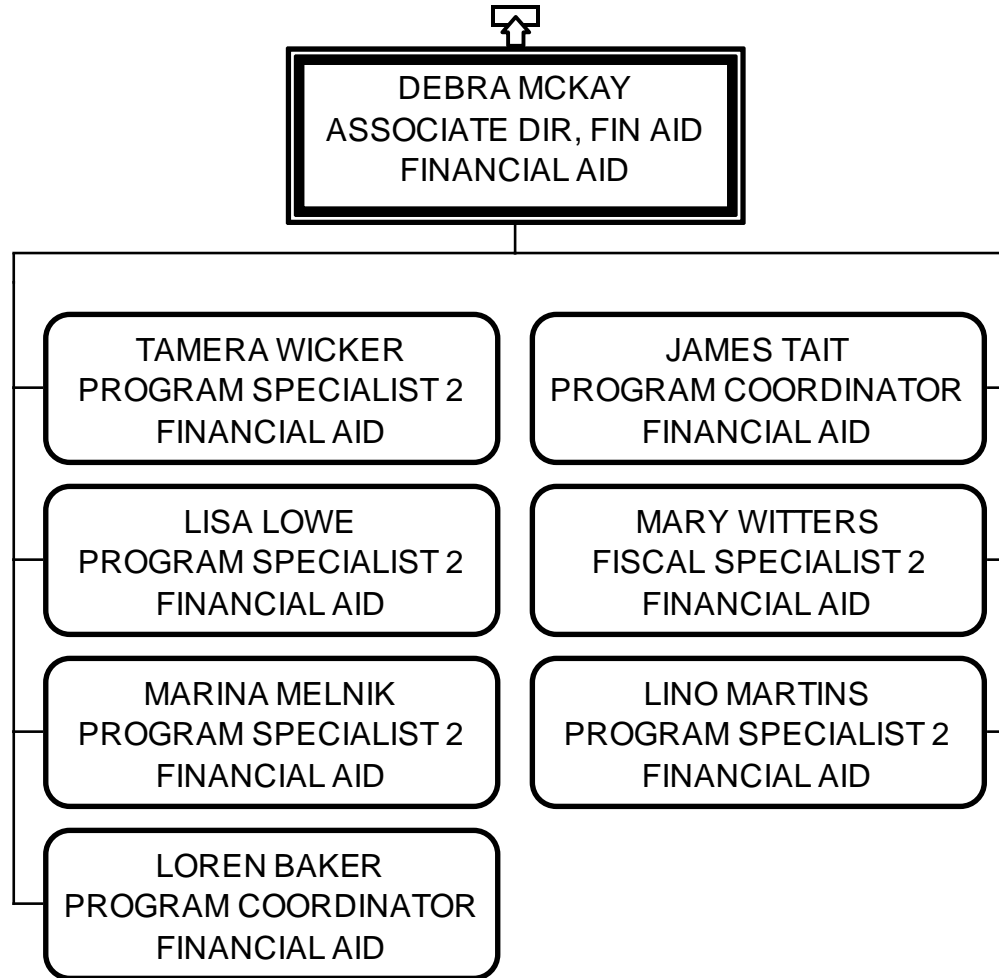 DEBRA MCKAY
ASSOCIATE DIR, FIN AID
FINANCIAL AID
TAMERA WICKER
PROGRAM SPECIALIST 2
FINANCIAL AID
LISA LOWE
PROGRAM SPECIALIST 2
FINANCIAL AID
MARINA MELNIK
PROGRAM SPECIALIST 2
FINANCIAL AID
LOREN BAKER
PROGRAM COORDINATOR
FINANCIAL AID
JAMES TAIT
PROGRAM COORDINATOR
FINANCIAL AID
MARY WITTERS
FISCAL SPECIALIST 2
FINANCIAL AID
LINO MARTINS
PROGRAM SPECIALIST 2
FINANCIAL AID